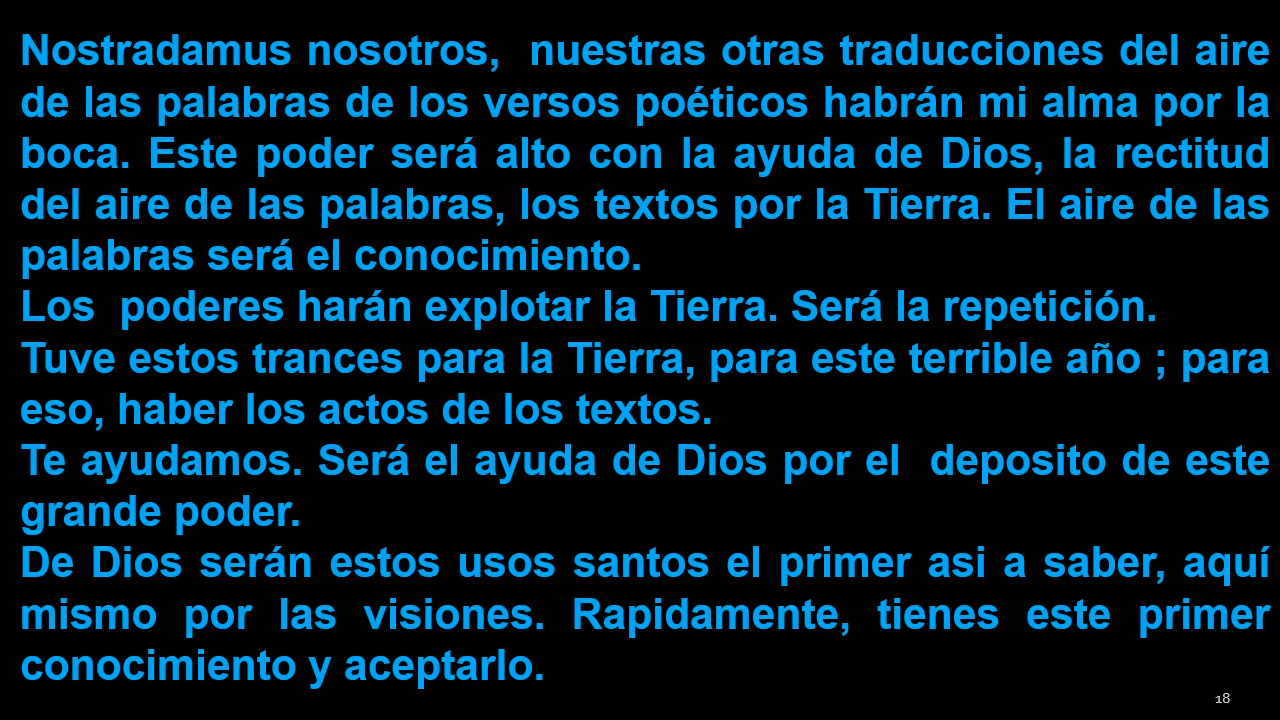 Nostradamus nosotros, nuestras otras traducciones del aire
de las palabras de los versos poéticos habrán mi alma por la
boca. Este poder será alto con la ayuda de Dios, la rectitud
del aire de las palabras, los textos por la Tierra. El aire de las
palabras será el conocimiento.
Los poderes harán explotar la Tierra. Será la repetición.
Tuve estos trances para la Tierra, para este terrible año ; para
eso, haber los actos de los textos.
Te ayudamos. Será el ayuda de Dios por el deposito de este
grande poder.
De Dios serán estos usos santos el primer asi a saber, aquí
mismo por las visiones. Rapidamente, tienes este primer
conocimiento y aceptarlo.
18